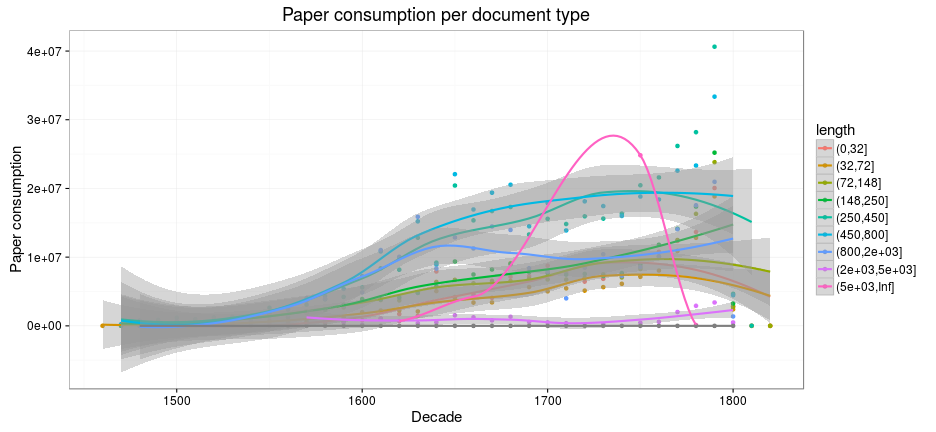 Paper consumption per document type
Paper consumption
4e+07
3e+07
2e+07
1e+07
0e+00
1500
1600
1700
1800
Decade
length
(0,32]
(32,72]
(72,148]
(148,250]
(250,450]
(450,800]
(800,2e+03]
(2e+03,5e+03]
(5e+03,Inf]